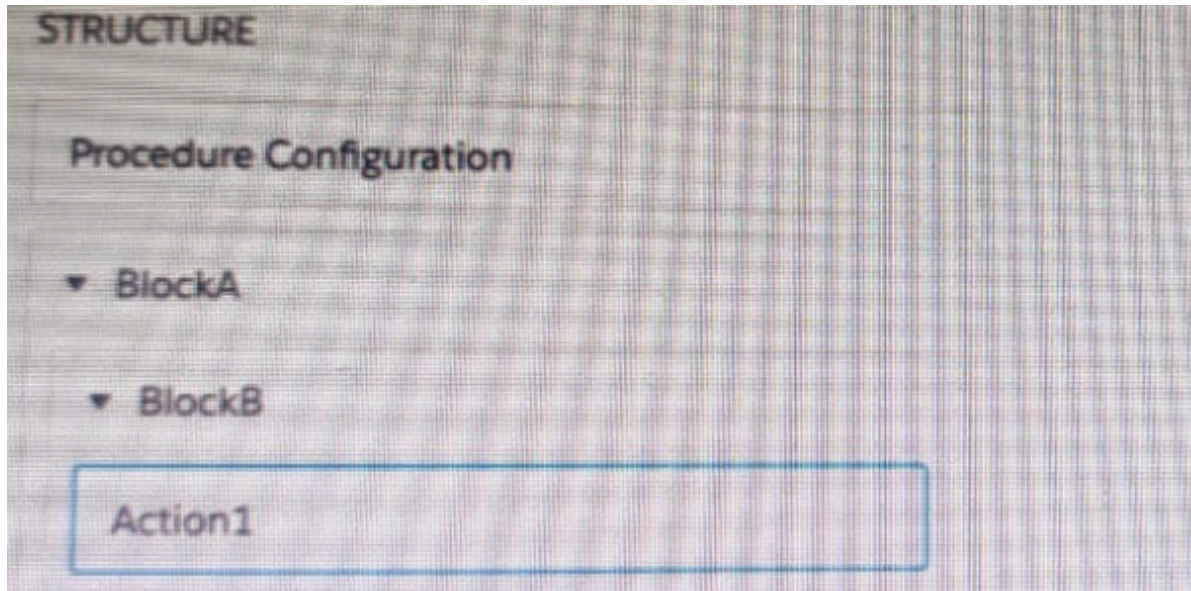 STRUCTURE
Procedure Configuration
BlockA
BlockB
Action1